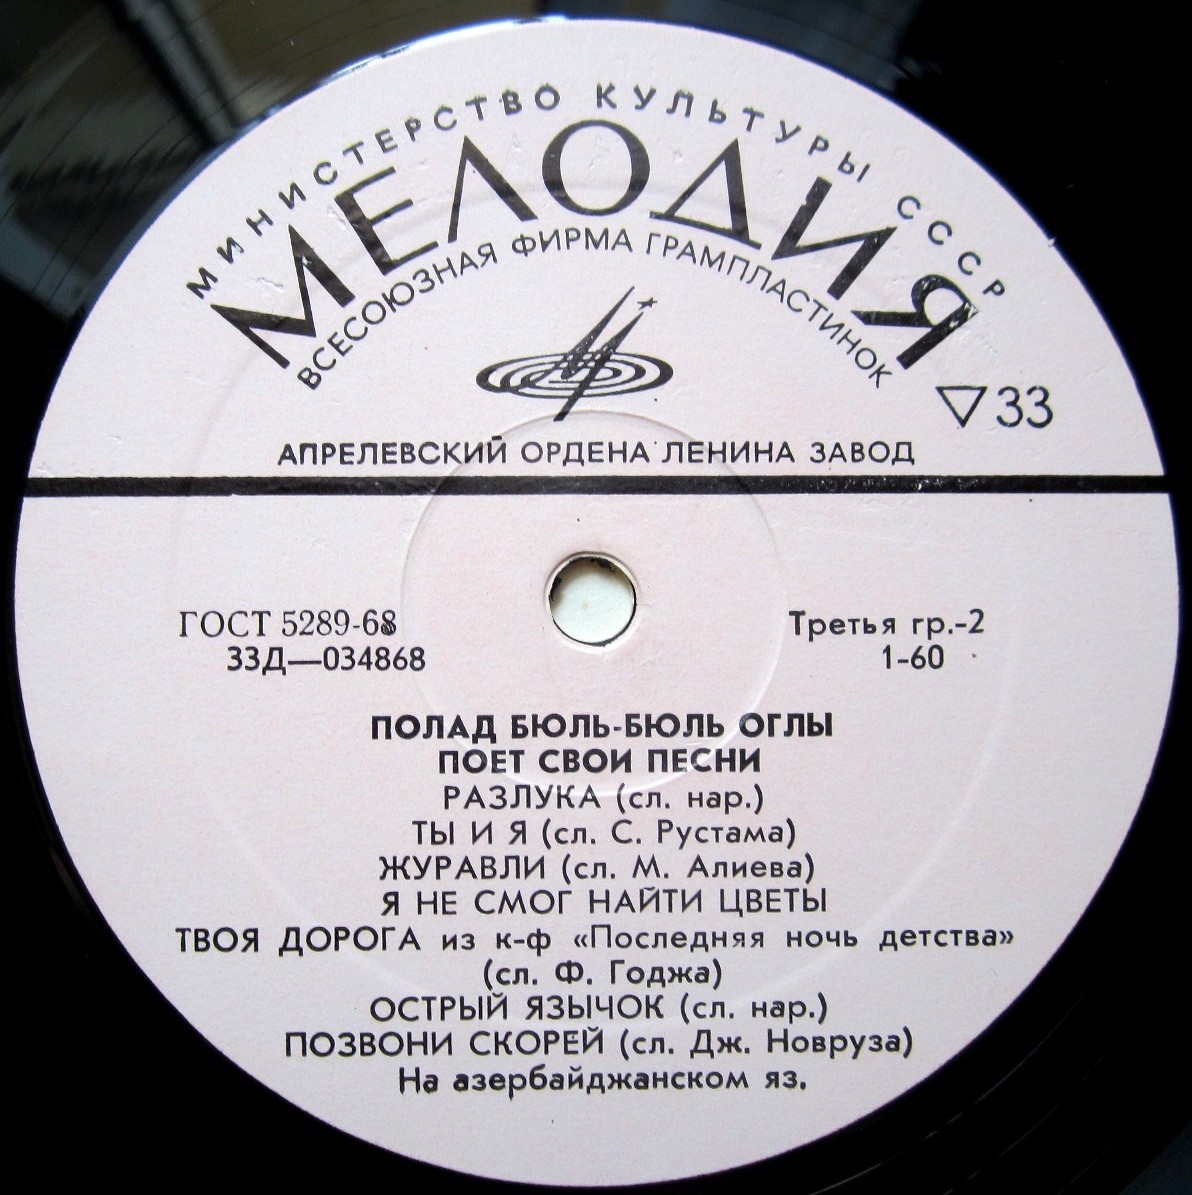 МИНИСТЕРСТВО КУЛЬТУРЫ СССР
МЕЛОДИЯ
ВСЕСОЮЗНАЯ ФИРМА ГРАМПЛАСТИНОК
▽33
АПРЕЛЕВСКИЙ ОРДЕНА ЛЕНИНА ЗАВОД
ГОСТ 5289-68
Третья гр.-2
33Д—034868
1-60
ПОЛАД БЮЛЬ-БЮЛЬ ОГЛЫ
ПОЕТ СВОИ ПЕСНИ
РАЗЛУКА (сл. нар.)
ТЫ И Я (сл. С. Рустама)
ЖУРАВЛИ (сл. М. Алиева)
Я НЕ СМОГ НАЙТИ ЦВЕТЫ
ТВОЯ ДОРОГА из к-ф «Последняя ночь детства»
(сл. Ф. Годжа)
ОСТРЫЙ ЯЗЫЧОК (сл. нар.)
ПОЗВОНИ СКОРЕЙ (сл. Дж. Новруза)
На азербайджанском яз.